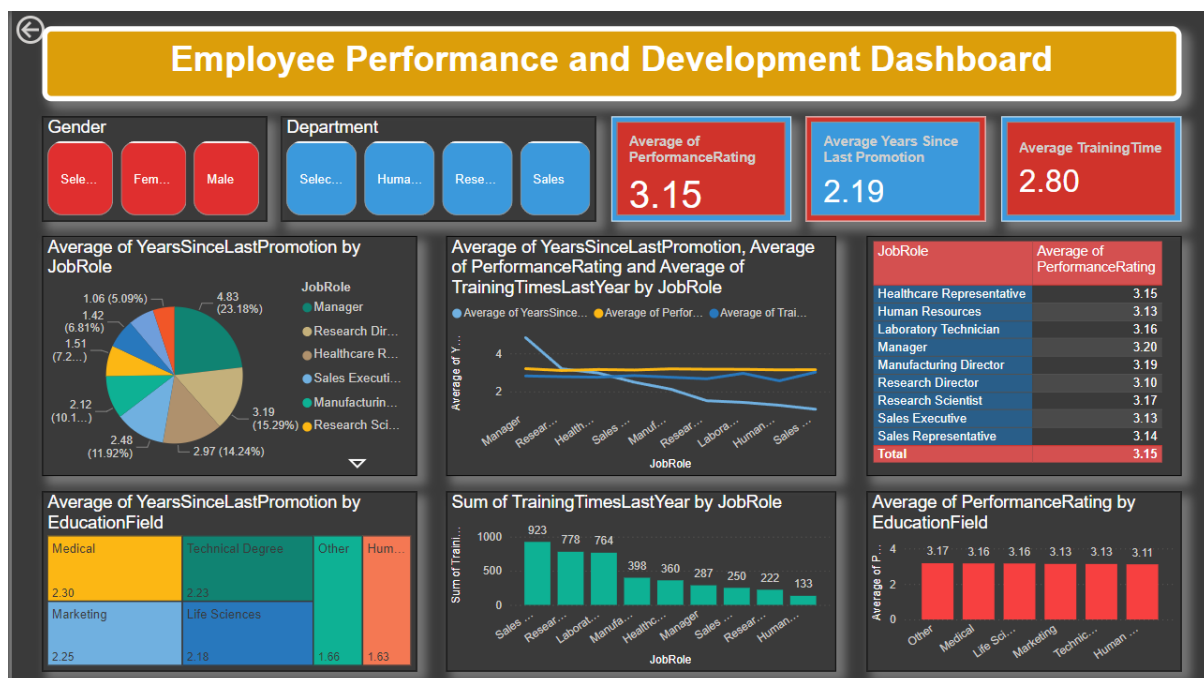 Employee Performance and Development Dashboard
Gender
Sele...
Fem...
Male
Department
Selec...
Huma...
Rese...
Sales
Average of
PerformanceRating
3.15
Average Years Since
Last Promotion
2.19
Average TrainingTime
2.80
Average of YearsSinceLastPromotion by
JobRole
1.06 (5.09%)
1.42
(6.81%)
1.51
(7.2...)
2.12
(10.1...)
2.48
(11.92%)
2.97 (14.24%)
3.19
(15.29%)
4.83
(23.18%)
JobRole
Manager
Research Dir...
Healthcare R...
Sales Executi...
Manufacturin...
Research Sci...
Average of YearsSinceLastPromotion, Average
of PerformanceRating and Average of
TrainingTimesLastYear by JobRole
Average of YearsSince... Average of Perfor... Average of Trai...
Average of Y...
4
2
Manager
Resear...
Health...
Sales ...
Manuf...
Resear...
Labora...
Human...
Sales ...
JobRole
JobRole Average of
PerformanceRating
Healthcare Representative 3.15
Human Resources 3.13
Laboratory Technician 3.16
Manager 3.20
Manufacturing Director 3.19
Research Director 3.10
Research Scientist 3.17
Sales Executive 3.13
Sales Representative 3.14
Total 3.15
Average of YearsSinceLastPromotion by
EducationField
Medical
2.30
Technical Degree
2.23
Other
1.66
Hum...
1.63
Marketing
2.25
Life Sciences
2.18
Sum of TrainingTimesLastYear by JobRole
Sum of Traini...
1000
500
0
923
778
764
398
360
287
250
222
133
Sales ...
Resear...
Laborat...
Manufa...
Healthc...
Manager
Sales ...
Resear...
Human...
JobRole
Average of PerformanceRating by
EducationField
Average of P...
4
2
0
3.17
3.16
3.16
3.13
3.13
3.11
Other
Medical
Life Sci...
Marketing
Technic...
Human ...